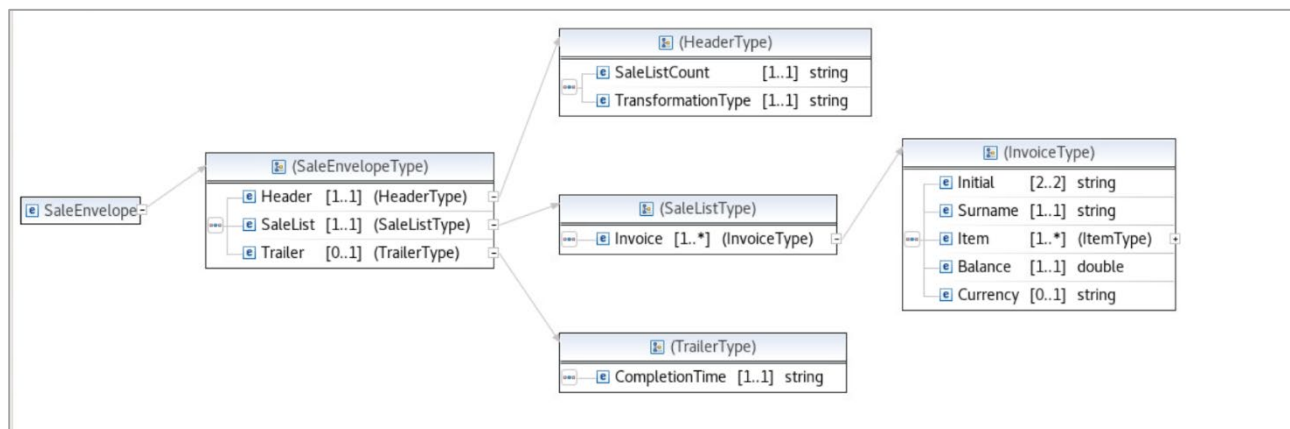 SaleEnvelope
(SaleEnvelopeType)
Header [1..1] (HeaderType)
SaleList [1..1] (SaleListType)
Trailer [0..1] (TrailerType)
(HeaderType)
SaleListCount [1..1] string
TransformationType [1..1] string
(SaleListType)
Invoice [1..*] (InvoiceType)
(TrailerType)
CompletionTime [1..1] string
(InvoiceType)
Initial [2..2] string
Surname [1..1] string
Item [1..*] (ItemType)
Balance [1..1] double
Currency [0..1] string